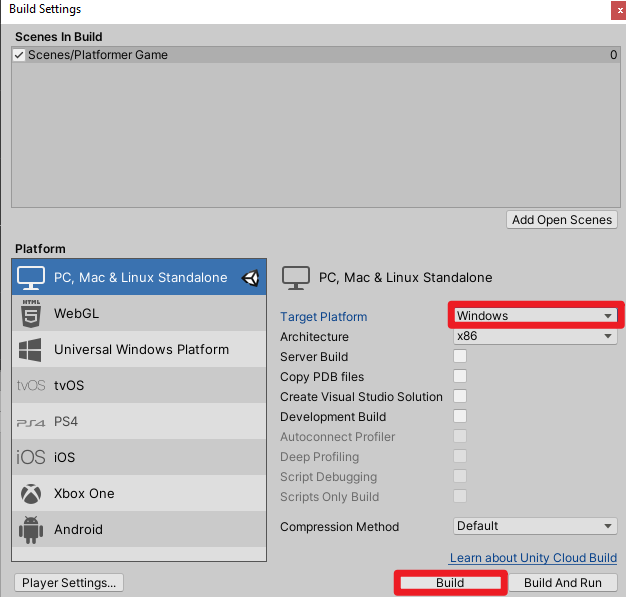 Build Settings
x
Scenes In Build
Scenes/Platformer Game 0
Add Open Scenes
Platform
PC, Mac & Linux Standalone
HTML 5 WebGL
Universal Windows Platform
tvOS tvOS
PS4 PS4
iOS iOS
Xbox One
Android
PC, Mac & Linux Standalone
Target Platform Windows
Architecture x86
Server Build
Copy PDB files
Create Visual Studio Solution
Development Build
Autoconnect Profiler
Deep Profiling
Script Debugging
Scripts Only Build
Compression Method Default
Learn about Unity Cloud Build
Player Settings... Build Build And Run